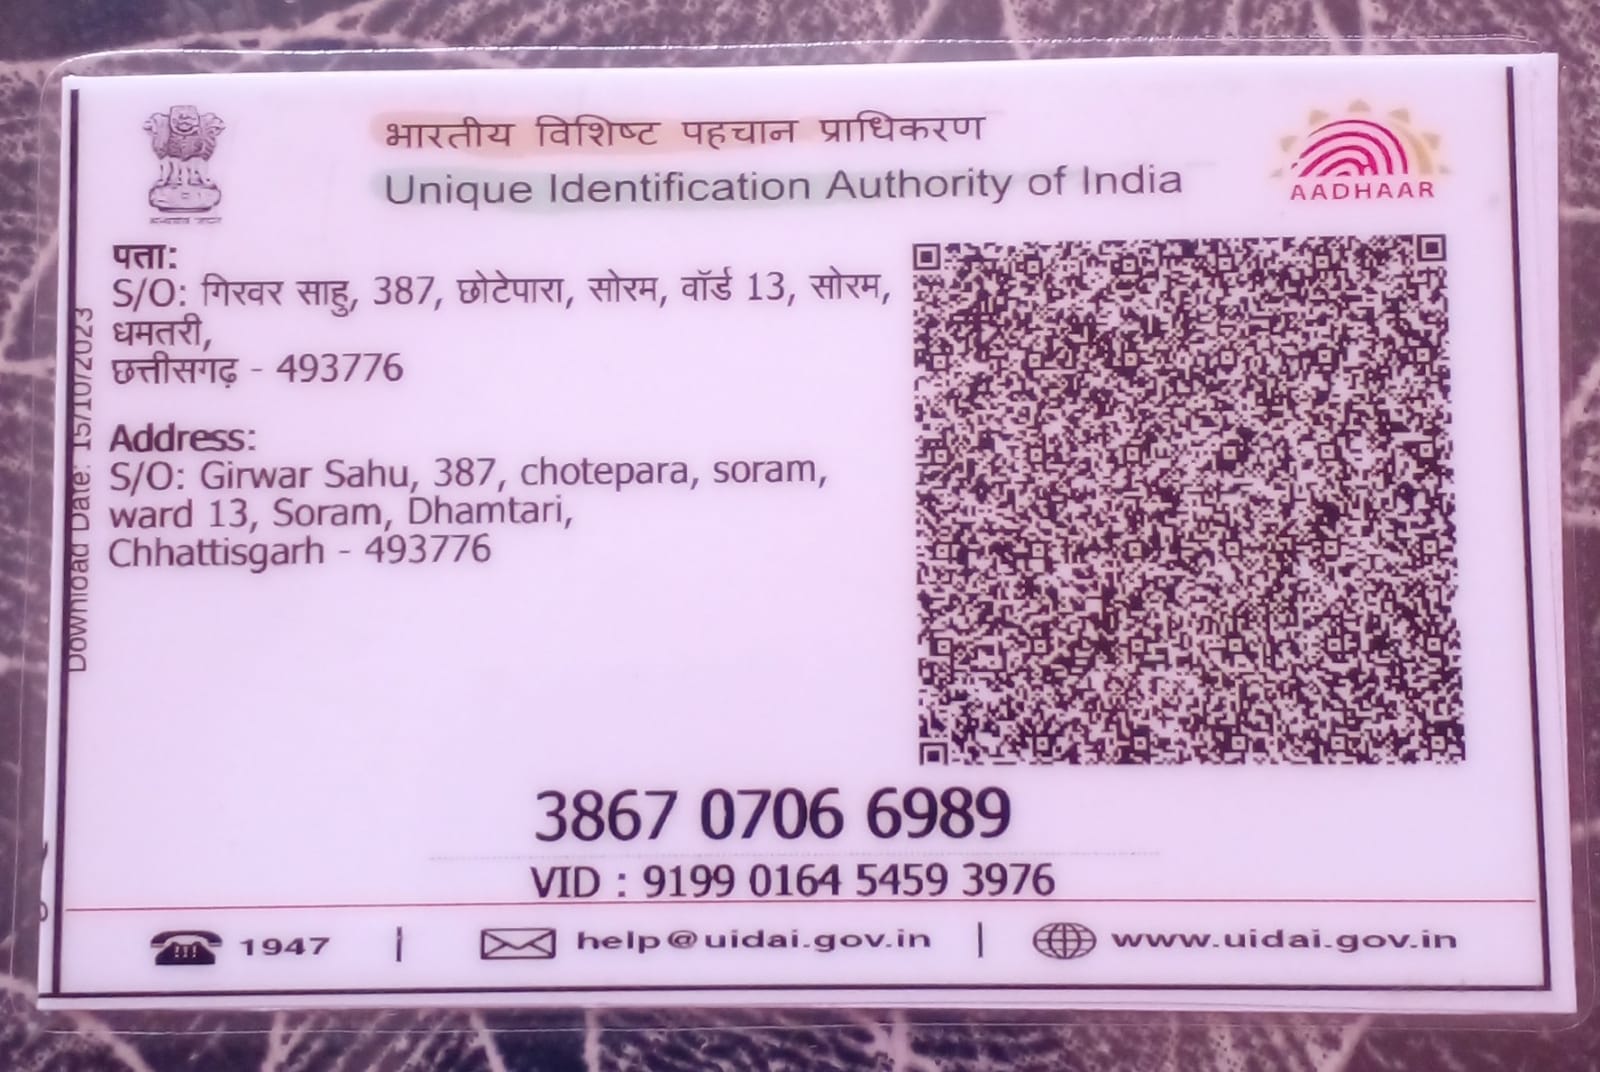 भारतीय विशिष्ट पहचान प्राधिकरण
Unique Identification Authority of India
AADHAAR
पता:
S/O: गिरवर साहु, 387, छोटेपारा, सोरम, वॉर्ड 13, सोरम,
धमतरी,
छत्तीसगढ़ - 493776
Address:
S/O: Girwar Sahu, 387, chotepara, soram,
ward 13, Soram, Dhamtari,
Chhattisgarh - 493776
Download Date: 15/10/2023
3867 0706 6989
VID : 9199 0164 5459 3976
1947 | help@uidai.gov.in | www.uidai.gov.in